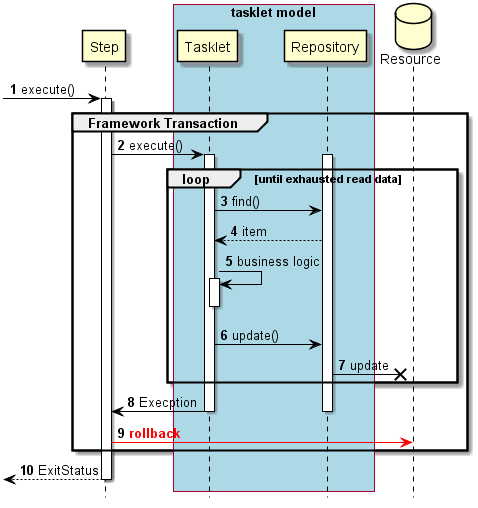 tasklet model
Step
Tasklet
Repository
Resource
1 execute()
Framework Transaction
2 execute()
loop [until exhausted read data]
3 find()
4 item
5 business logic
6 update()
7 update
8 Execption
9 rollback
10 ExitStatus